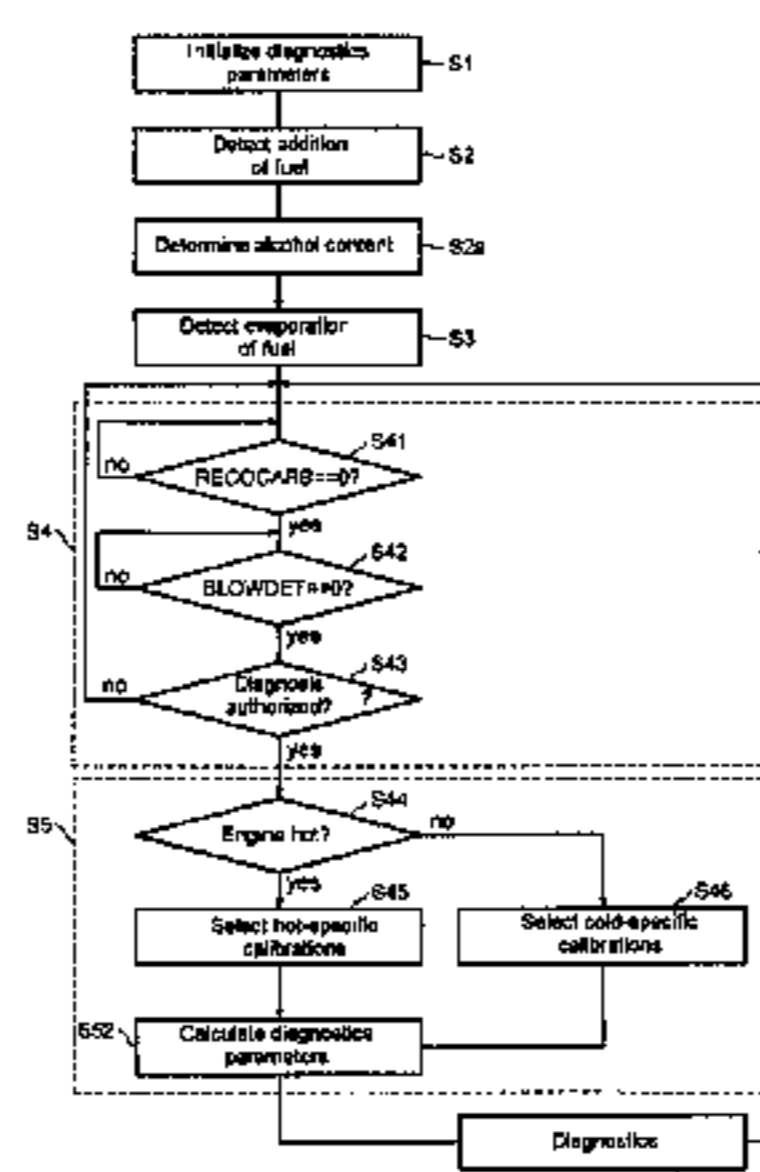 Initialize diagnostics
parameters
S1
Detect addition
of fuel
S2
Determine alcohol content
S2a
Detect evaporation
of fuel
S3
S41
no
RECOCARB==0?
yes
S4
S42
no
BLOWDET==0?
yes
S43
no
Diagnosis
authorized? ?
yes
S44
S5
Engine hot?
no
yes
S45
S46
Select hot-specific
calibrations
Select cold-specific
calibrations
S52
Calculate diagnostics
parameters
Diagnostics